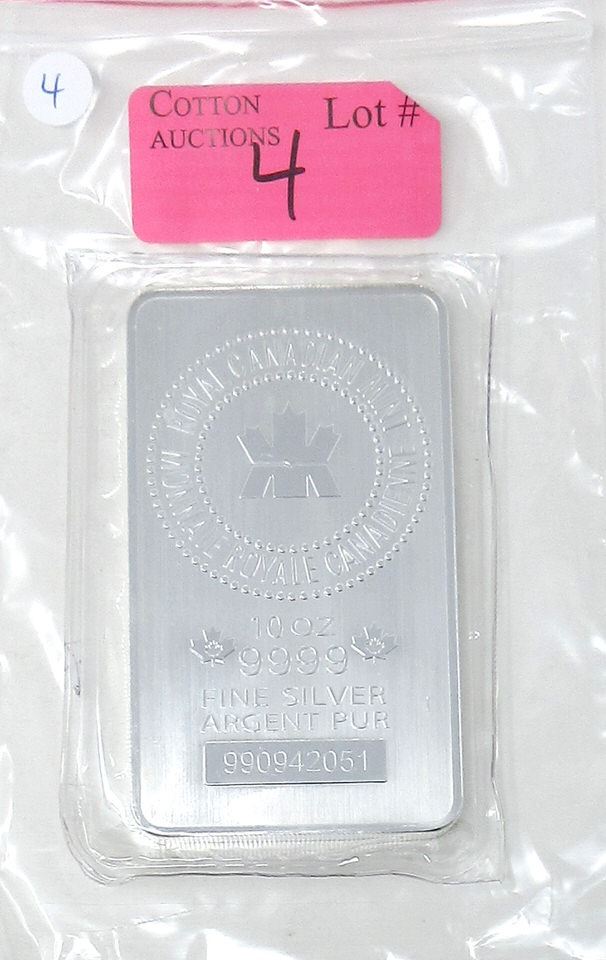 4
COTTON
AUCTIONS
Lot #
4
ROYAL CANADIAN MINT
MONNAIE ROYALE CANADIENNE
10 OZ
9999
FINE SILVER
ARGENT PUR
990942051